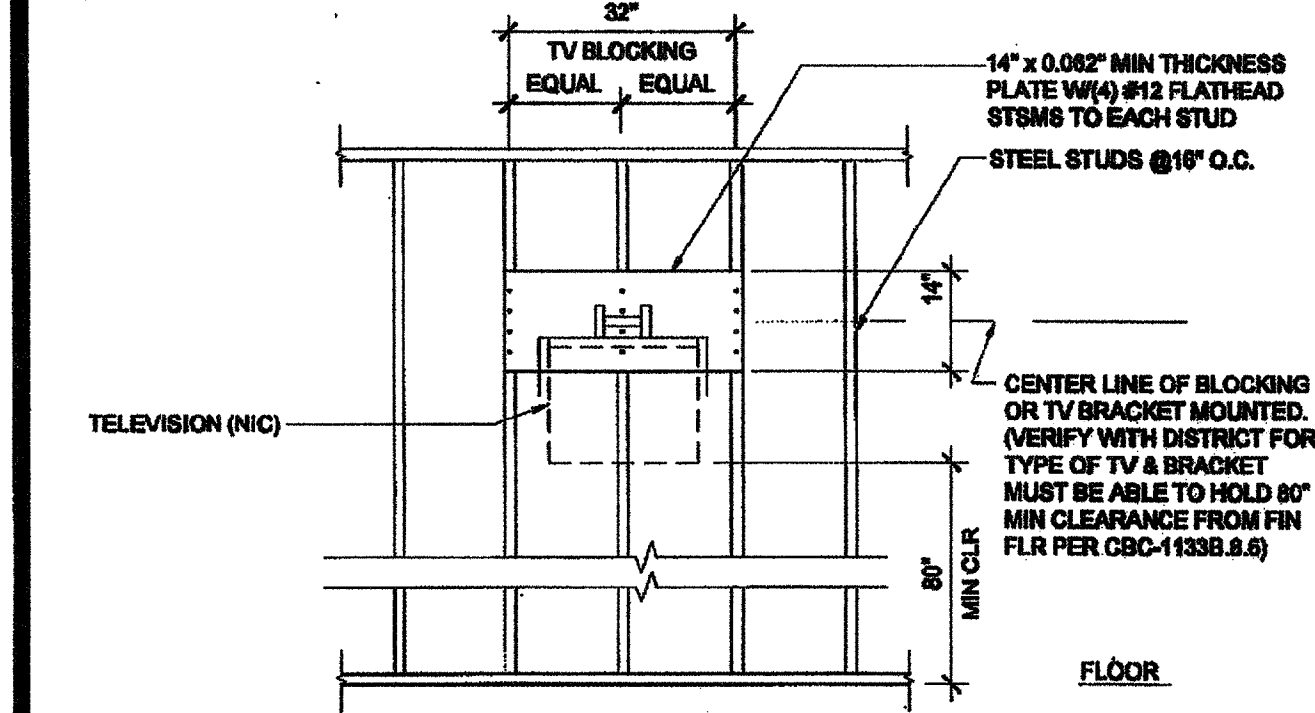 32"
TV BLOCKING
EQUAL EQUAL
14" x 0.062" MIN THICKNESS
PLATE W/(4) #12 FLATHEAD
STSMS TO EACH STUD
STEEL STUDS @16" O.C.
14"
TELEVISION (NIC)
CENTER LINE OF BLOCKING
OR TV BRACKET MOUNTED.
(VERIFY WITH DISTRICT FOR
TYPE OF TV & BRACKET
MUST BE ABLE TO HOLD 80"
MIN CLEARANCE FROM FIN
FLR PER CBC-1133B.8.6)
80"
MIN CLR
FLOOR